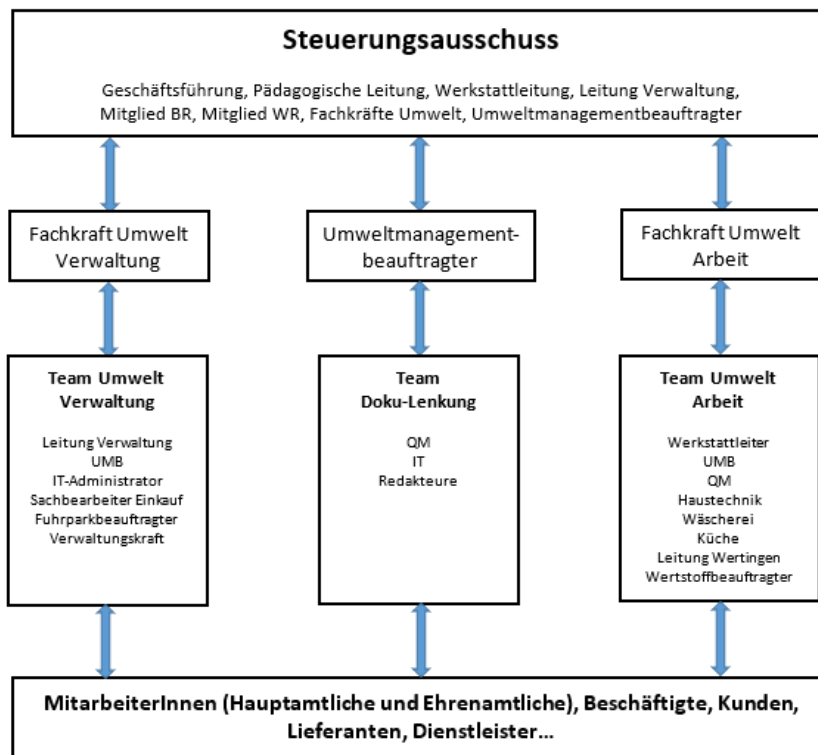 Steuerungsausschuss
Geschäftsführung, Pädagogische Leitung, Werkstattleitung, Leitung Verwaltung,
Mitglied BR, Mitglied WR, Fachkräfte Umwelt, Umweltmanagementbeauftragter
Fachkraft Umwelt
Verwaltung
Umweltmanagement-
beauftragter
Fachkraft Umwelt
Arbeit
Team Umwelt
Verwaltung
Leitung Verwaltung
UMB
IT-Administrator
Sachbearbeiter Einkauf
Fuhrparkbeauftragter
Verwaltungskraft
Team
Doku-Lenkung
QM
IT
Redakteure
Team Umwelt
Arbeit
Werkstattleiter
UMB
QM
Haustechnik
Wäscherei
Küche
Leitung Wertingen
Wertstoffbeauftragter
MitarbeiterInnen (Hauptamtliche und Ehrenamtliche), Beschäftigte, Kunden,
Lieferanten, Dienstleister...